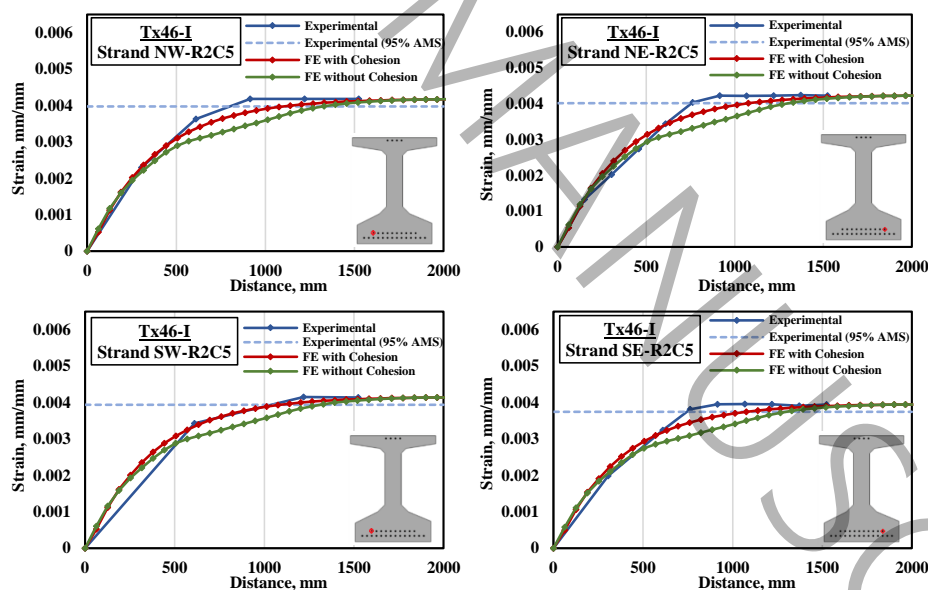 Tx46-I
Strand NW-R2C5
Experimental
Experimental (95% AMS)
FE with Cohesion
FE without Cohesion
Strain, mm/mm
0.006
0.005
0.004
0.003
0.002
0.001
0
0
500
1000
1500
2000
Distance, mm
Tx46-I
Strand NE-R2C5
Experimental
Experimental (95% AMS)
FE with Cohesion
FE without Cohesion
Strain, mm/mm
0.006
0.005
0.004
0.003
0.002
0.001
0
0
500
1000
1500
2000
Distance, mm
Tx46-I
Strand SW-R2C5
Experimental
Experimental (95% AMS)
FE with Cohesion
FE without Cohesion
Strain, mm/mm
0.006
0.005
0.004
0.003
0.002
0.001
0
0
500
1000
1500
2000
Distance, mm
Tx46-I
Strand SE-R2C5
Experimental
Experimental (95% AMS)
FE with Cohesion
FE without Cohesion
Strain, mm/mm
0.006
0.005
0.004
0.003
0.002
0.001
0
0
500
1000
1500
2000
Distance, mm